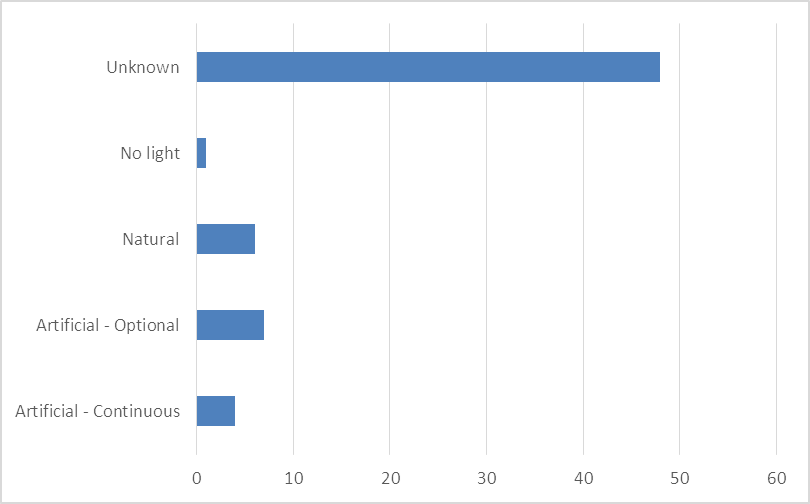 Unknown
No light
Natural
Artificial - Optional
Artificial - Continuous
0 10 20 30 40 50 60